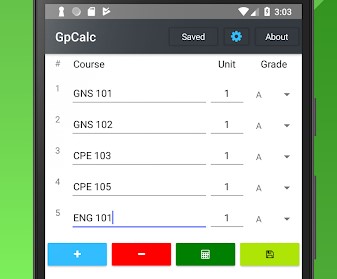 3:03
GpCalc Saved About
# Course Unit Grade
1 GNS 101 1 A
2 GNS 102 1 A
3 CPE 103 1 A
4 CPE 105 1 A
5 ENG 101 1 A
+ -